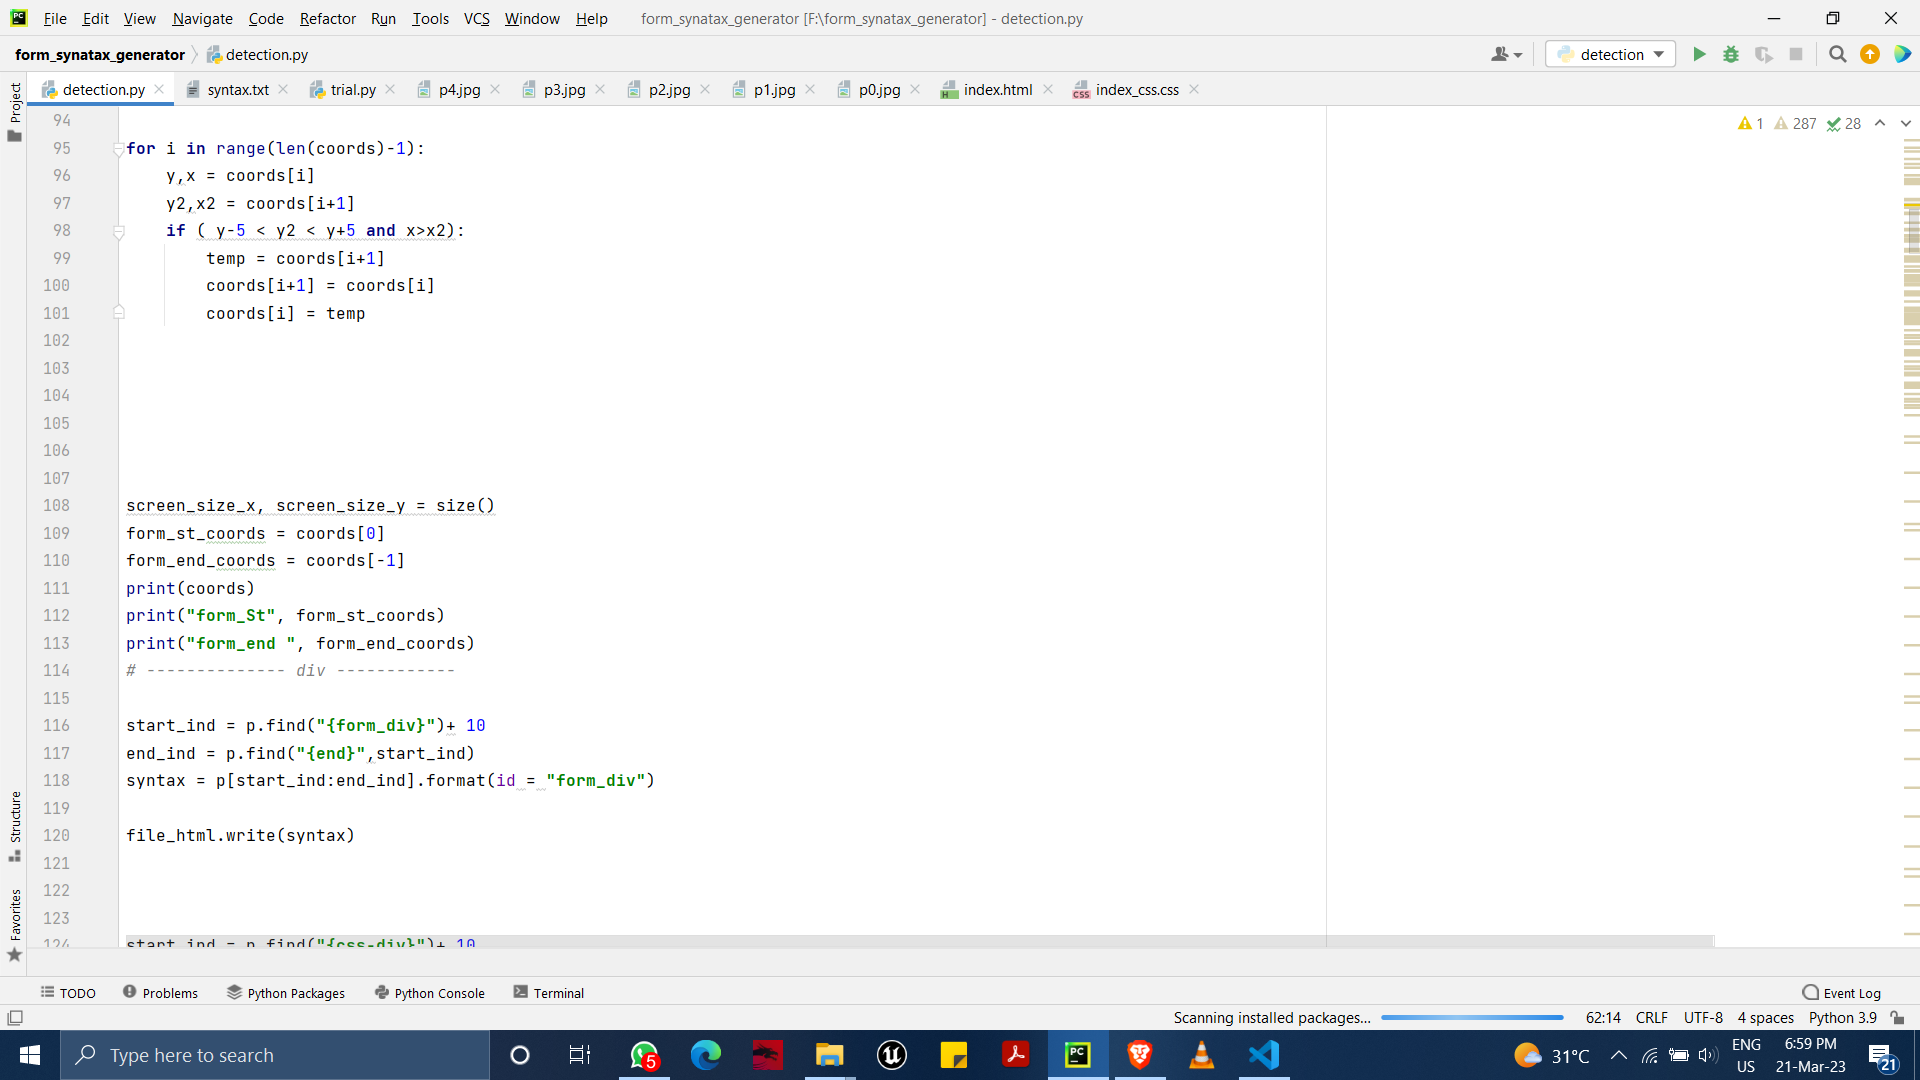 File Edit View Navigate Code Refactor Run Tools VCS Window Help form_synatax_generator [F:\form_synatax_generator] - detection.py
form_synatax_generator detection.py detection
detection.py syntax.txt trial.py p4.jpg p3.jpg p2.jpg p1.jpg p0.jpg index.html index_css.css
Project
1 287 28
94
95 for i in range(len(coords)-1):
96 y,x = coords[i]
97 y2,x2 = coords[i+1]
98 if ( y-5 < y2 < y+5 and x>x2):
99 temp = coords[i+1]
100 coords[i+1] = coords[i]
101 coords[i] = temp
102
103
104
105
106
107
108 screen_size_x, screen_size_y = size()
109 form_st_coords = coords[0]
110 form_end_coords = coords[-1]
111 print(coords)
112 print("form_St", form_st_coords)
113 print("form_end ", form_end_coords)
114 # -------------- div ------------
115
116 start_ind = p.find("{form_div}")+ 10
117 end_ind = p.find("{end}",start_ind)
118 syntax = p[start_ind:end_ind].format(id = "form_div")
119
120 file_html.write(syntax)
121
122
123
124 start_ind = p.find("{css-div}")+ 10
Structure
Favorites
TODO Problems Python Packages Python Console Terminal Event Log
Scanning installed packages... 62:14 CRLF UTF-8 4 spaces Python 3.9
Type here to search 5 PC 31°C ENG US 6:59 PM 21-Mar-23 21